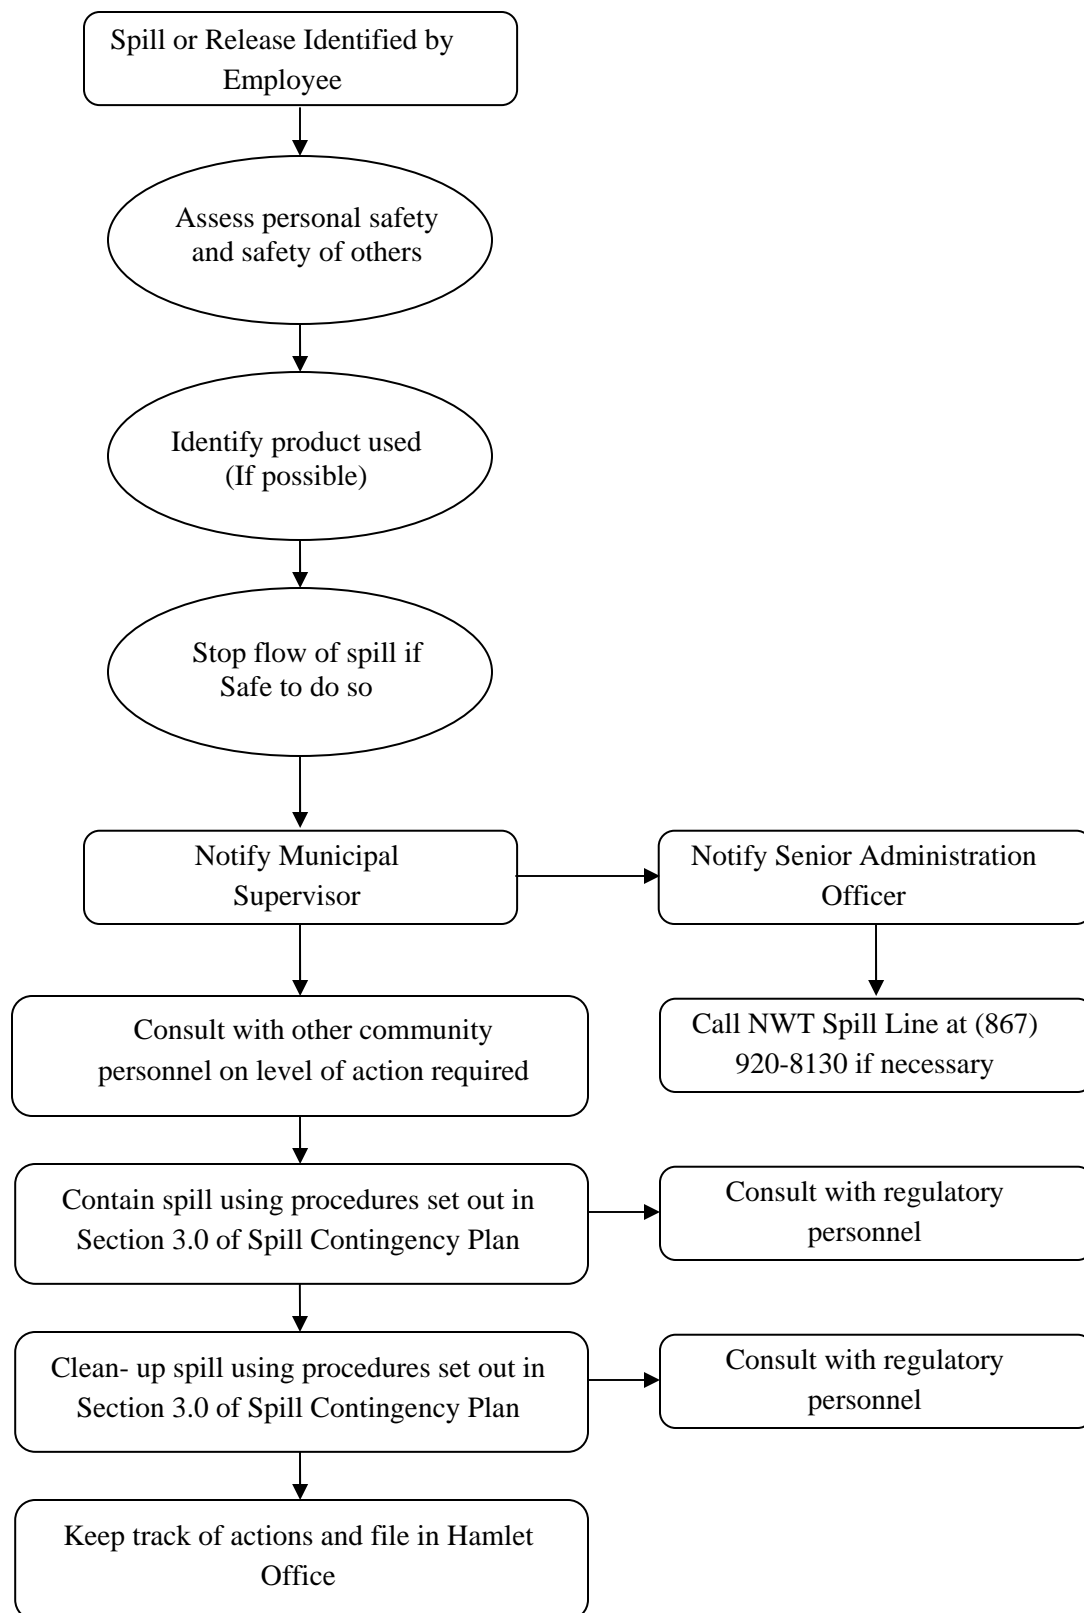 Spill or Release Identified by
Employee
Assess personal safety
and safety of others
Identify product used
(If possible)
Stop flow of spill if
Safe to do so
Notify Municipal
Supervisor
Notify Senior Administration
Officer
Consult with other community
personnel on level of action required
Call NWT Spill Line at (867)
920-8130 if necessary
Contain spill using procedures set out in
Section 3.0 of Spill Contingency Plan
Consult with regulatory
personnel
Clean- up spill using procedures set out in
Section 3.0 of Spill Contingency Plan
Consult with regulatory
personnel
Keep track of actions and file in Hamlet
Office